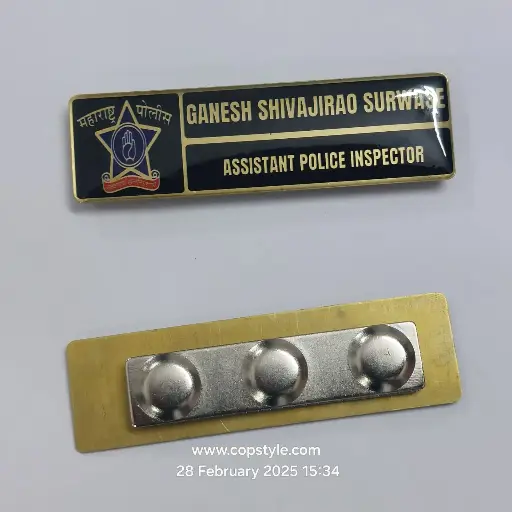 महाराष्ट्र पोलीस
GANESH SHIVAJIRAO SURWASE
ASSISTANT POLICE INSPECTOR
www.copstyle.com
28 February 2025 15:34